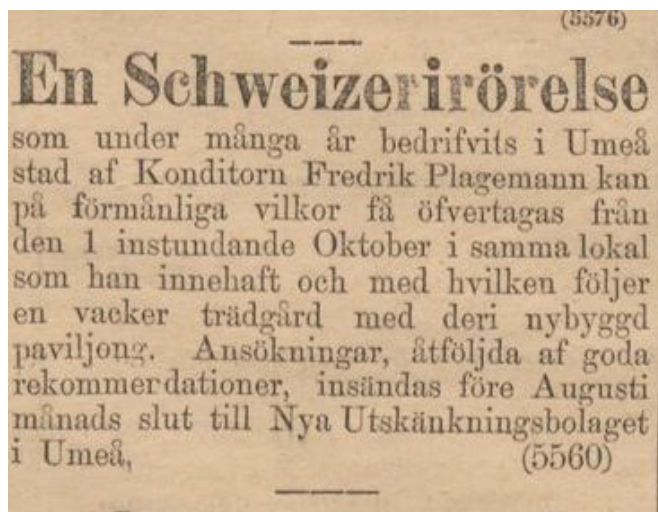 (5576)
En Schweizerirörelse
som under många år bedrifvits i Umeå
stad af Konditorn Fredrik Plagemann kan
på förmånliga vilkor få öfvertagas från
den 1 instundande Oktober i samma lokal
som han innehaft och med hvilken följer
en vacker trädgård med deri nybyggd
paviljong. Ansökningar, åtföljda af goda
rekommerdationer, insändas före Augusti
månads slut till Nya Utskänkningsbolaget
i Umeå, (5560)